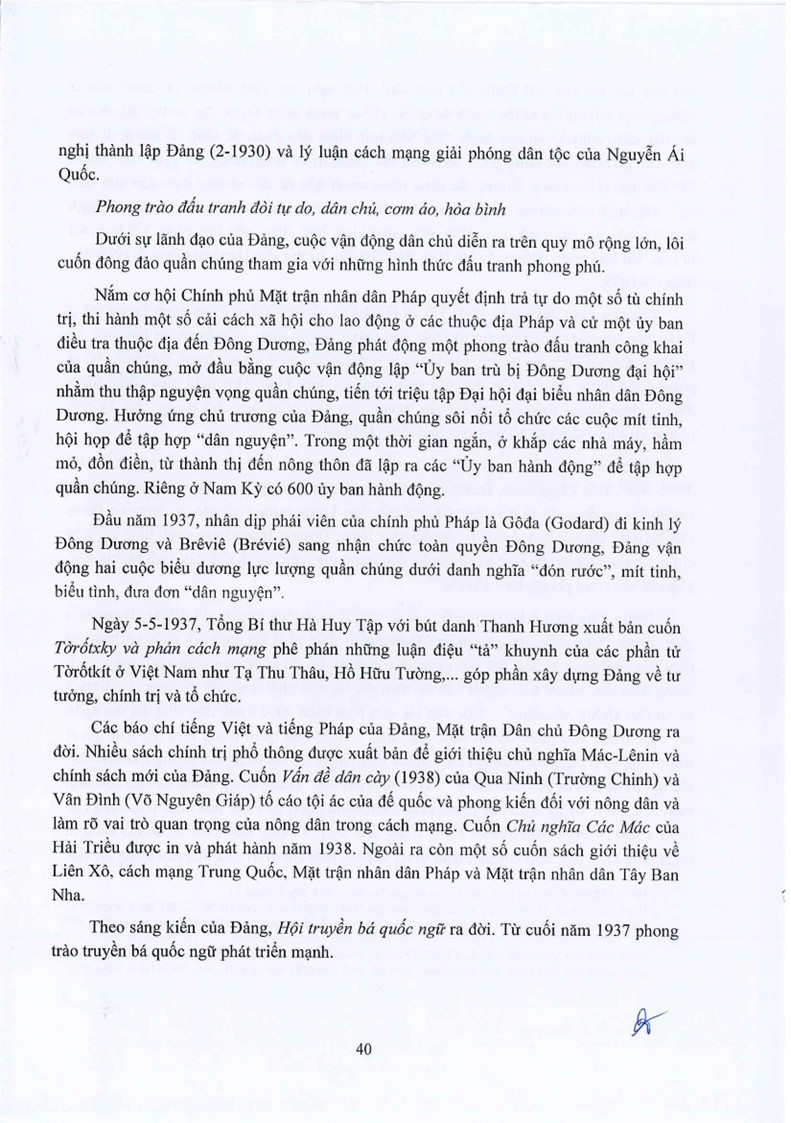 nghị thành lập Đảng (2-1930) và lý luận cách mạng giải phóng dân tộc của Nguyễn Ái
Quốc.
Phong trào đấu tranh đòi tự do, dân chủ, cơm áo, hòa bình
Dưới sự lãnh đạo của Đảng, cuộc vận động dân chủ diễn ra trên quy mô rộng lớn, lôi
cuốn đông đảo quần chúng tham gia với những hình thức đấu tranh phong phú.
Nắm cơ hội Chính phủ Mặt trận nhân dân Pháp quyết định trả tự do một số tù chính
trị, thi hành một số cải cách xã hội cho lao động ở các thuộc địa Pháp và cử một ủy ban
điều tra thuộc địa đến Đông Dương, Đảng phát động một phong trào đấu tranh công khai
của quần chúng, mở đầu bằng cuộc vận động lập “Ủy ban trù bị Đông Dương đại hội”
nhằm thu thập nguyện vọng quần chúng, tiến tới triệu tập Đại hội đại biểu nhân dân Đông
Dương. Hưởng ứng chủ trương của Đảng, quần chúng sôi nổi tổ chức các cuộc mít tinh,
hội họp để tập hợp “dân nguyện”. Trong một thời gian ngắn, ở khắp các nhà máy, hầm
mỏ, đồn điền, từ thành thị đến nông thôn đã lập ra các “Ủy ban hành động” để tập hợp
quần chúng. Riêng ở Nam Kỳ có 600 ủy ban hành động.
Đầu năm 1937, nhân dịp phái viên của chính phủ Pháp là Gôđa (Godard) đi kinh lý
Đông Dương và Brêviê (Brévié) sang nhận chức toàn quyền Đông Dương, Đảng vận
động hai cuộc biểu dương lực lượng quần chúng dưới danh nghĩa “đón rước”, mít tinh,
biểu tình, đưa đơn “dân nguyện”.
Ngày 5-5-1937, Tổng Bí thư Hà Huy Tập với bút danh Thanh Hương xuất bản cuốn
Tờrốtxky và phản cách mạng phê phán những luận điệu “tả” khuynh của các phần tử
Tờrốtkít ở Việt Nam như Tạ Thu Thâu, Hồ Hữu Tường,... góp phần xây dựng Đảng về tư
tưởng, chính trị và tổ chức.
Các báo chí tiếng Việt và tiếng Pháp của Đảng, Mặt trận Dân chủ Đông Dương ra
đời. Nhiều sách chính trị phổ thông được xuất bản để giới thiệu chủ nghĩa Mác-Lênin và
chính sách mới của Đảng. Cuốn Vấn đề dân cày (1938) của Qua Ninh (Trường Chinh) và
Vân Đình (Võ Nguyên Giáp) tố cáo tội ác của đế quốc và phong kiến đối với nông dân và
làm rõ vai trò quan trọng của nông dân trong cách mạng. Cuốn Chủ nghĩa Các Mác của
Hải Triều được in và phát hành năm 1938. Ngoài ra còn một số cuốn sách giới thiệu về
Liên Xô, cách mạng Trung Quốc, Mặt trận nhân dân Pháp và Mặt trận nhân dân Tây Ban
Nha.
Theo sáng kiến của Đảng, Hội truyền bá quốc ngữ ra đời. Từ cuối năm 1937 phong
trào truyền bá quốc ngữ phát triển mạnh.
40